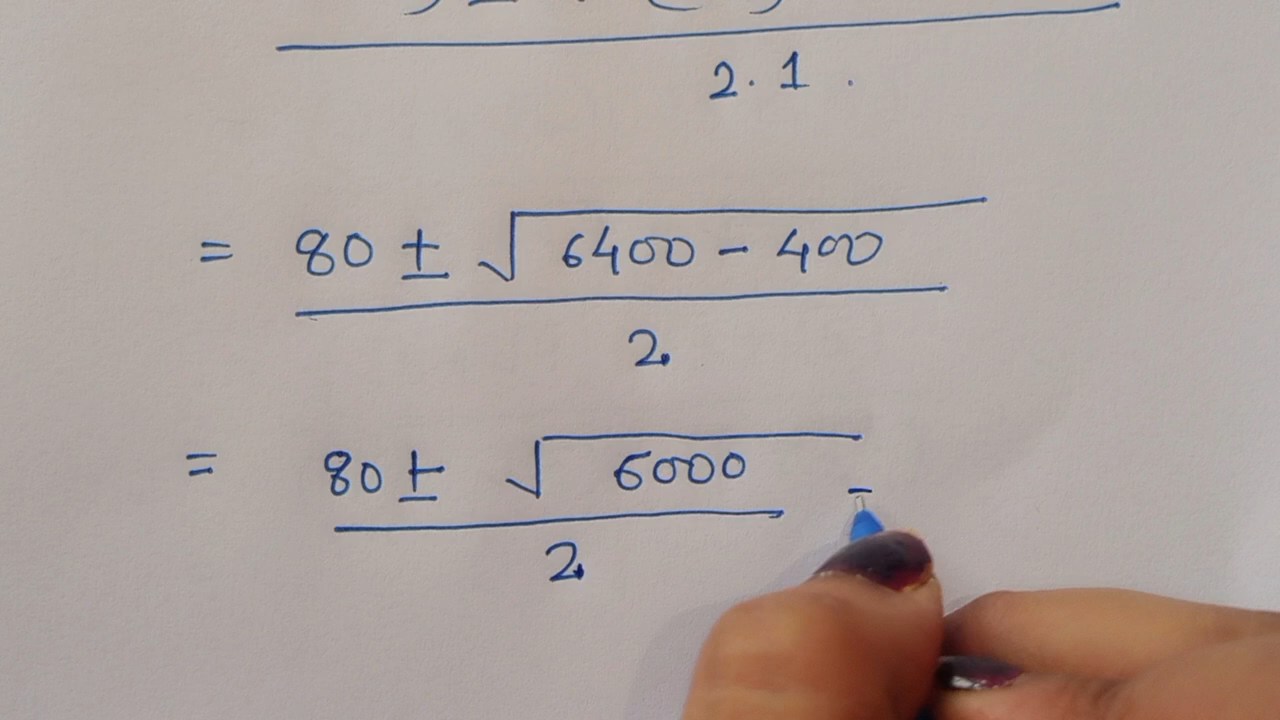 2. 1 .
= 80 ± √6400 - 400
2
= 80 ± √6000 -
2